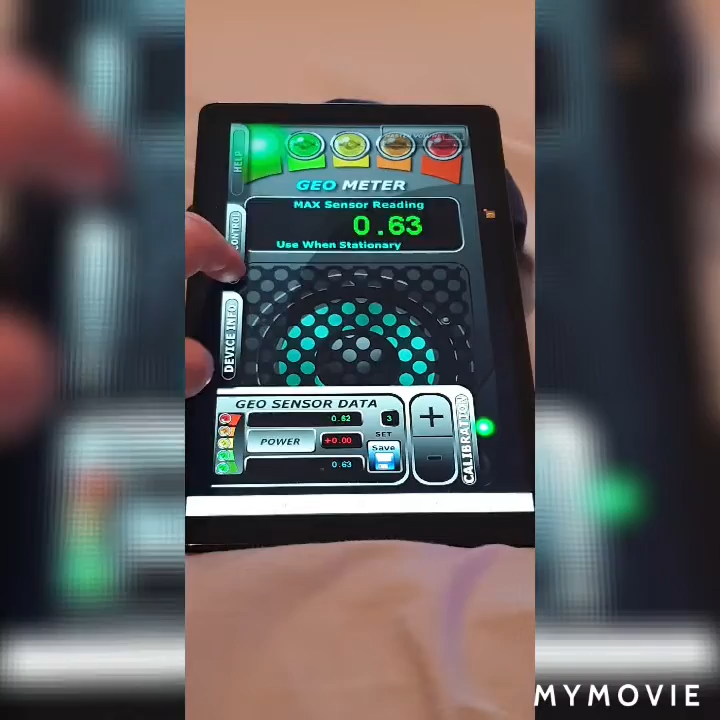 HELP
GEO METER
CONTROL
MAX Sensor Reading
0.63
Use When Stationary
DEVICE INFO
GEO SENSOR DATA
0.62
3
SET
POWER
+0.00
Save
0.63
+
-
CALIBRATION
MYMOVIE